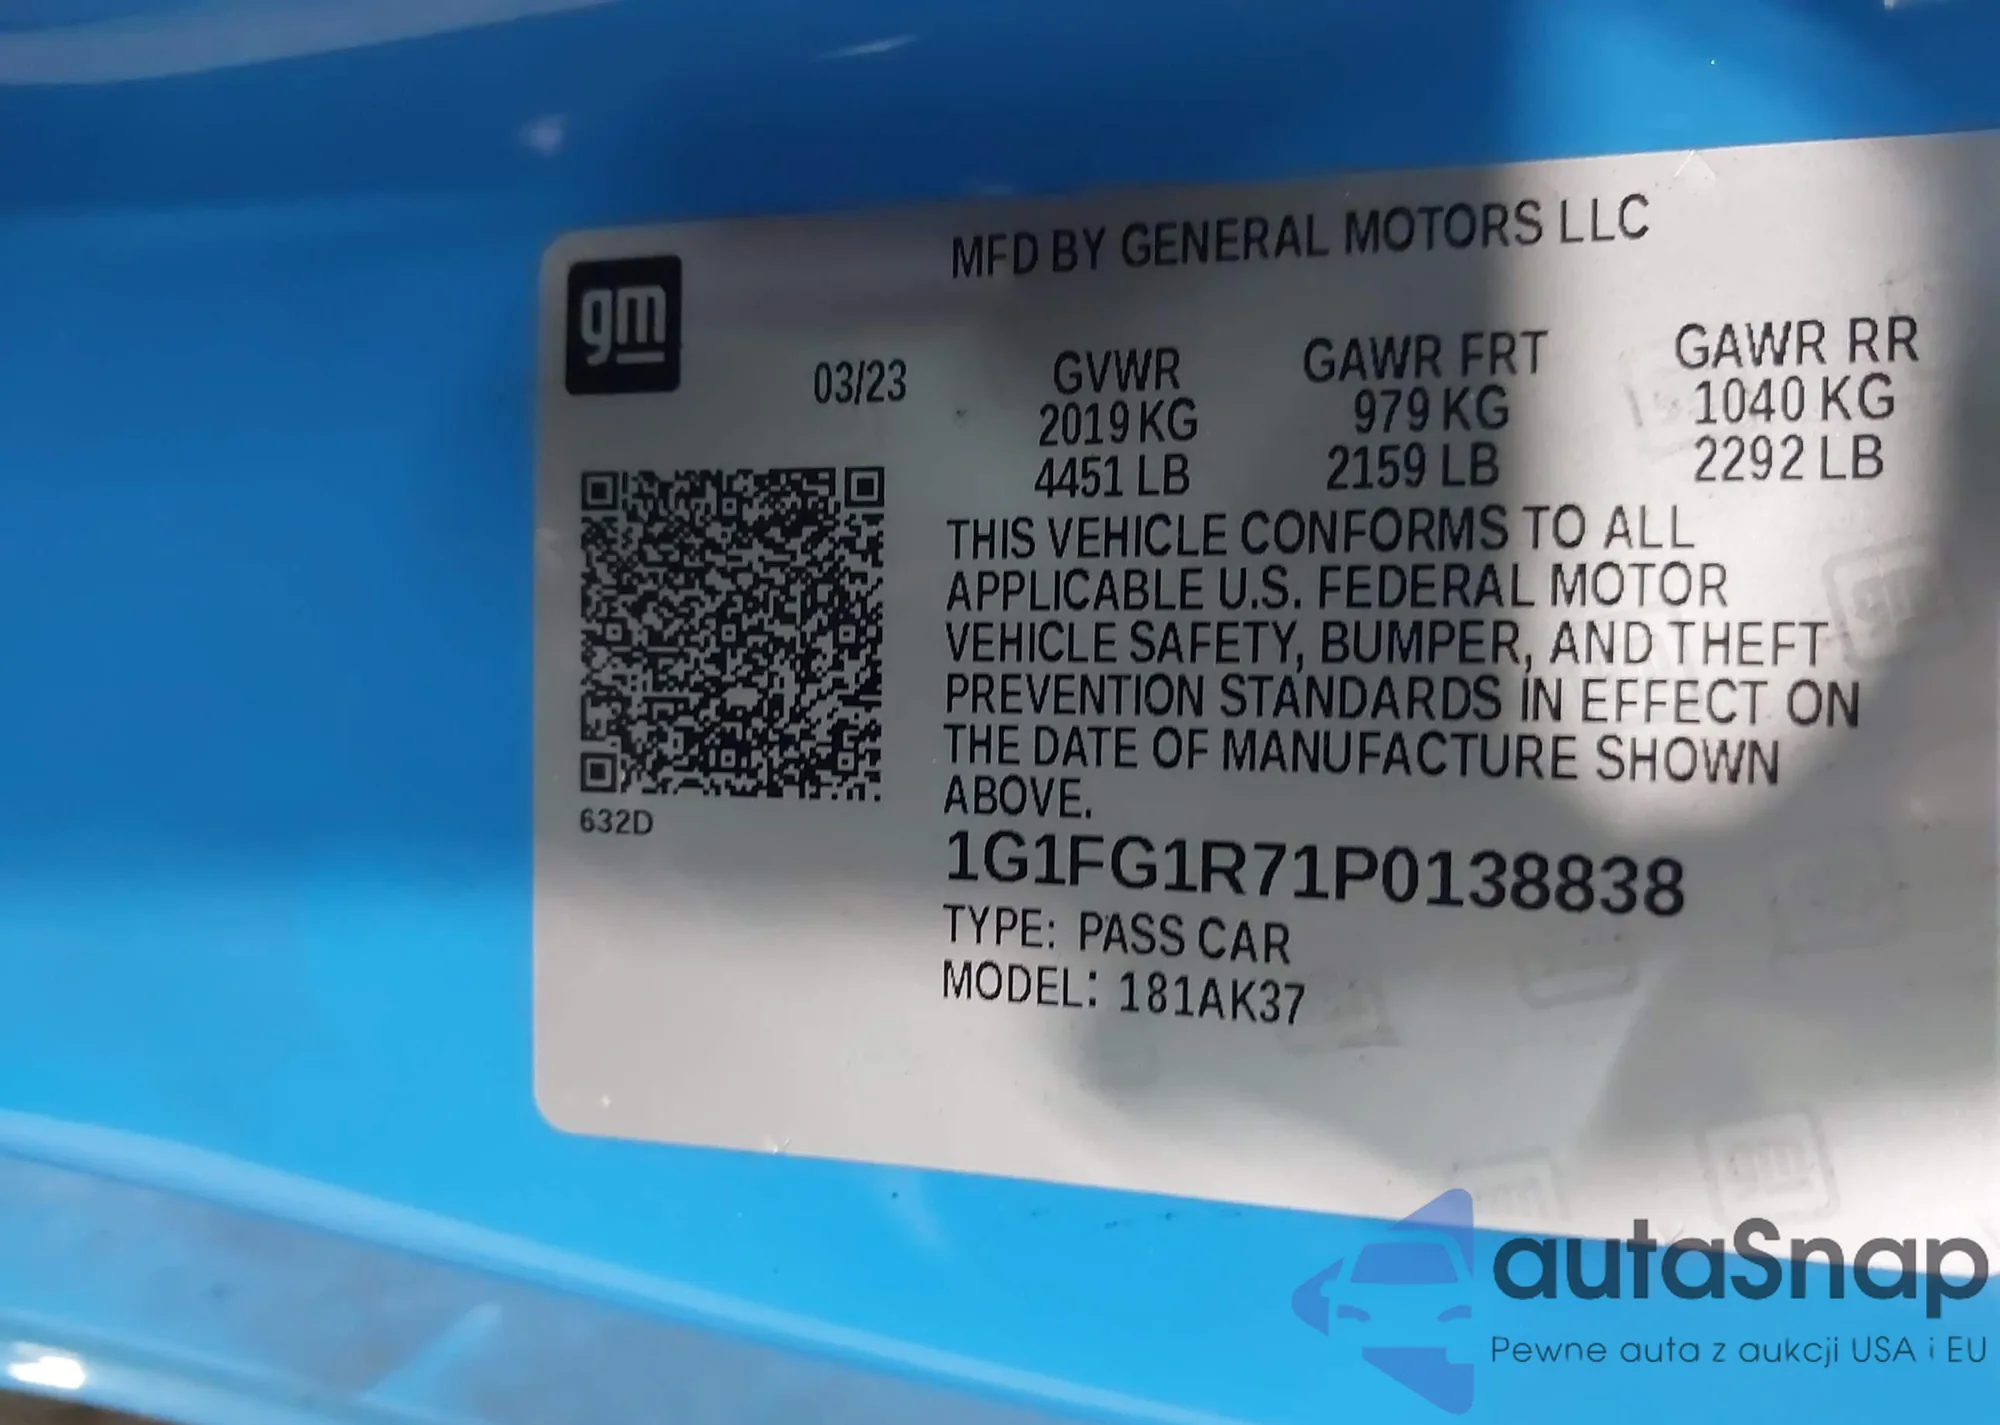 gm
MFD BY GENERAL MOTORS LLC
03/23
GVWR
2019 KG
4451 LB
GAWR FRT
979 KG
2159 LB
GAWR RR
1040 KG
2292 LB
THIS VEHICLE CONFORMS TO ALL
APPLICABLE U.S. FEDERAL MOTOR
VEHICLE SAFETY, BUMPER, AND THEFT
PREVENTION STANDARDS IN EFFECT ON
THE DATE OF MANUFACTURE SHOWN
ABOVE.
632D
1G1FG1R71P0138838
TYPE: PASS CAR
MODEL: 181AK37
autaSnap
Pewne auta z aukcji USA i EU